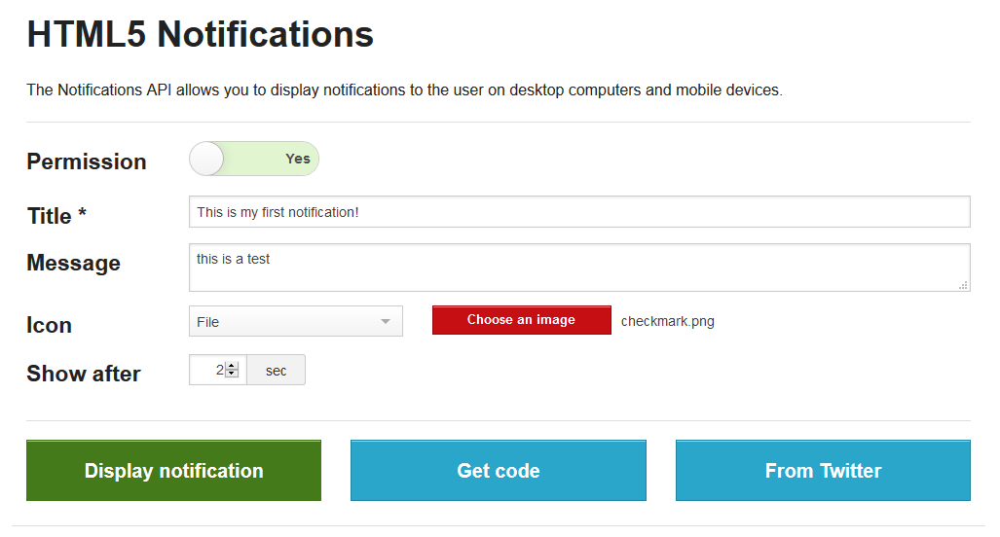 HTML5 Notifications
The Notifications API allows you to display notifications to the user on desktop computers and mobile devices.
Permission Yes
Title * This is my first notification!
Message this is a test
Icon File Choose an image checkmark.png
Show after 2 sec
Display notification Get code From Twitter